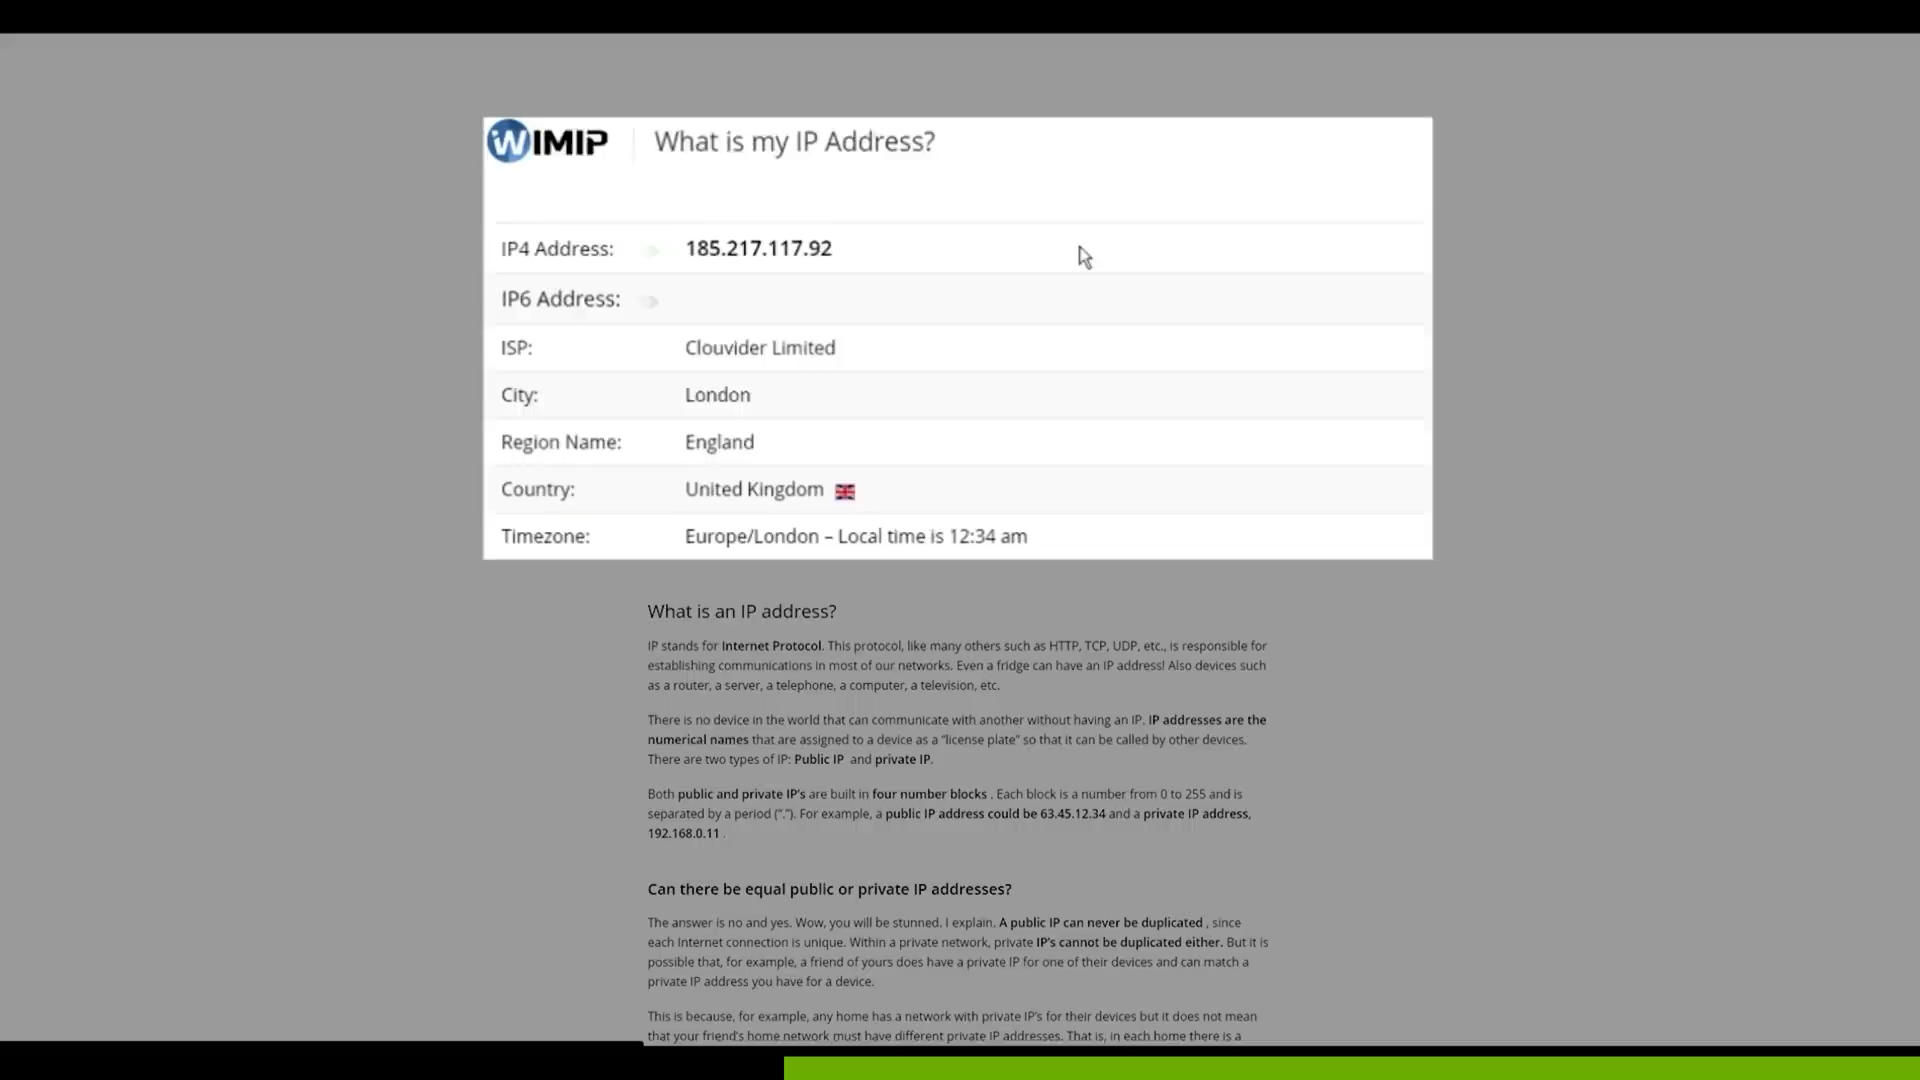 WIMIP
What is my IP Address?
IP4 Address: 185.217.117.92
IP6 Address:
ISP: Clouvider Limited
City: London
Region Name: England
Country: United Kingdom
Timezone: Europe/London – Local time is 12:34 am
What is an IP address?
IP stands for Internet Protocol. This protocol, like many others such as HTTP, TCP, UDP, etc., is responsible for
establishing communications in most of our networks. Even a fridge can have an IP address! Also devices such
as a router, a server, a telephone, a computer, a television, etc.
There is no device in the world that can communicate with another without having an IP. IP addresses are the
numerical names that are assigned to a device as a “license plate” so that it can be called by other devices.
There are two types of IP: Public IP and private IP.
Both public and private IP’s are built in four number blocks . Each block is a number from 0 to 255 and is
separated by a period (“.”). For example, a public IP address could be 63.45.12.34 and a private IP address,
192.168.0.11 .
Can there be equal public or private IP addresses?
The answer is no and yes. Wow, you will be stunned. I explain. A public IP can never be duplicated , since
each Internet connection is unique. Within a private network, private IP’s cannot be duplicated either. But it is
possible that, for example, a friend of yours does have a private IP for one of their devices and can match a
private IP address you have for a device.
This is because, for example, any home has a network with private IP’s for their devices but it does not mean
that your friend’s home network must have different private IP addresses. That is, in each home there is a